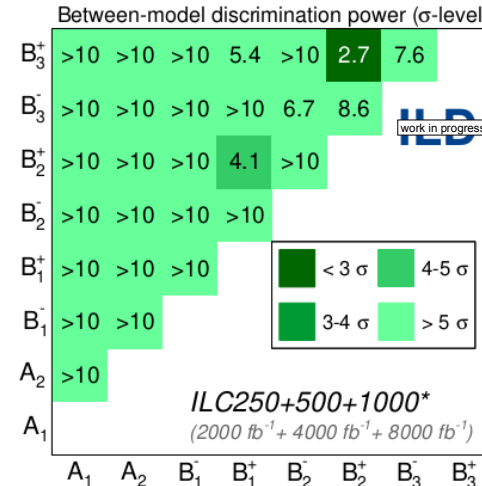 Between-model discrimination power (σ-level
B₃⁺ >10 >10 >10 5.4 >10 2.7 7.6
B₃⁻ >10 >10 >10 >10 6.7 8.6
ILD
work in progress
B₂⁺ >10 >10 >10 4.1 >10
B₂⁻ >10 >10 >10 >10
B₁⁺ >10 >10 >10
< 3 σ 4-5 σ
B₁⁻ >10 >10
3-4 σ > 5 σ
A₂ >10
ILC250+500+1000*
A₁
(2000 fb⁻¹+ 4000 fb⁻¹+ 8000 fb⁻¹)
A₁ A₂ B₁⁻ B₁⁺ B₂⁻ B₂⁺ B₃⁻ B₃⁺